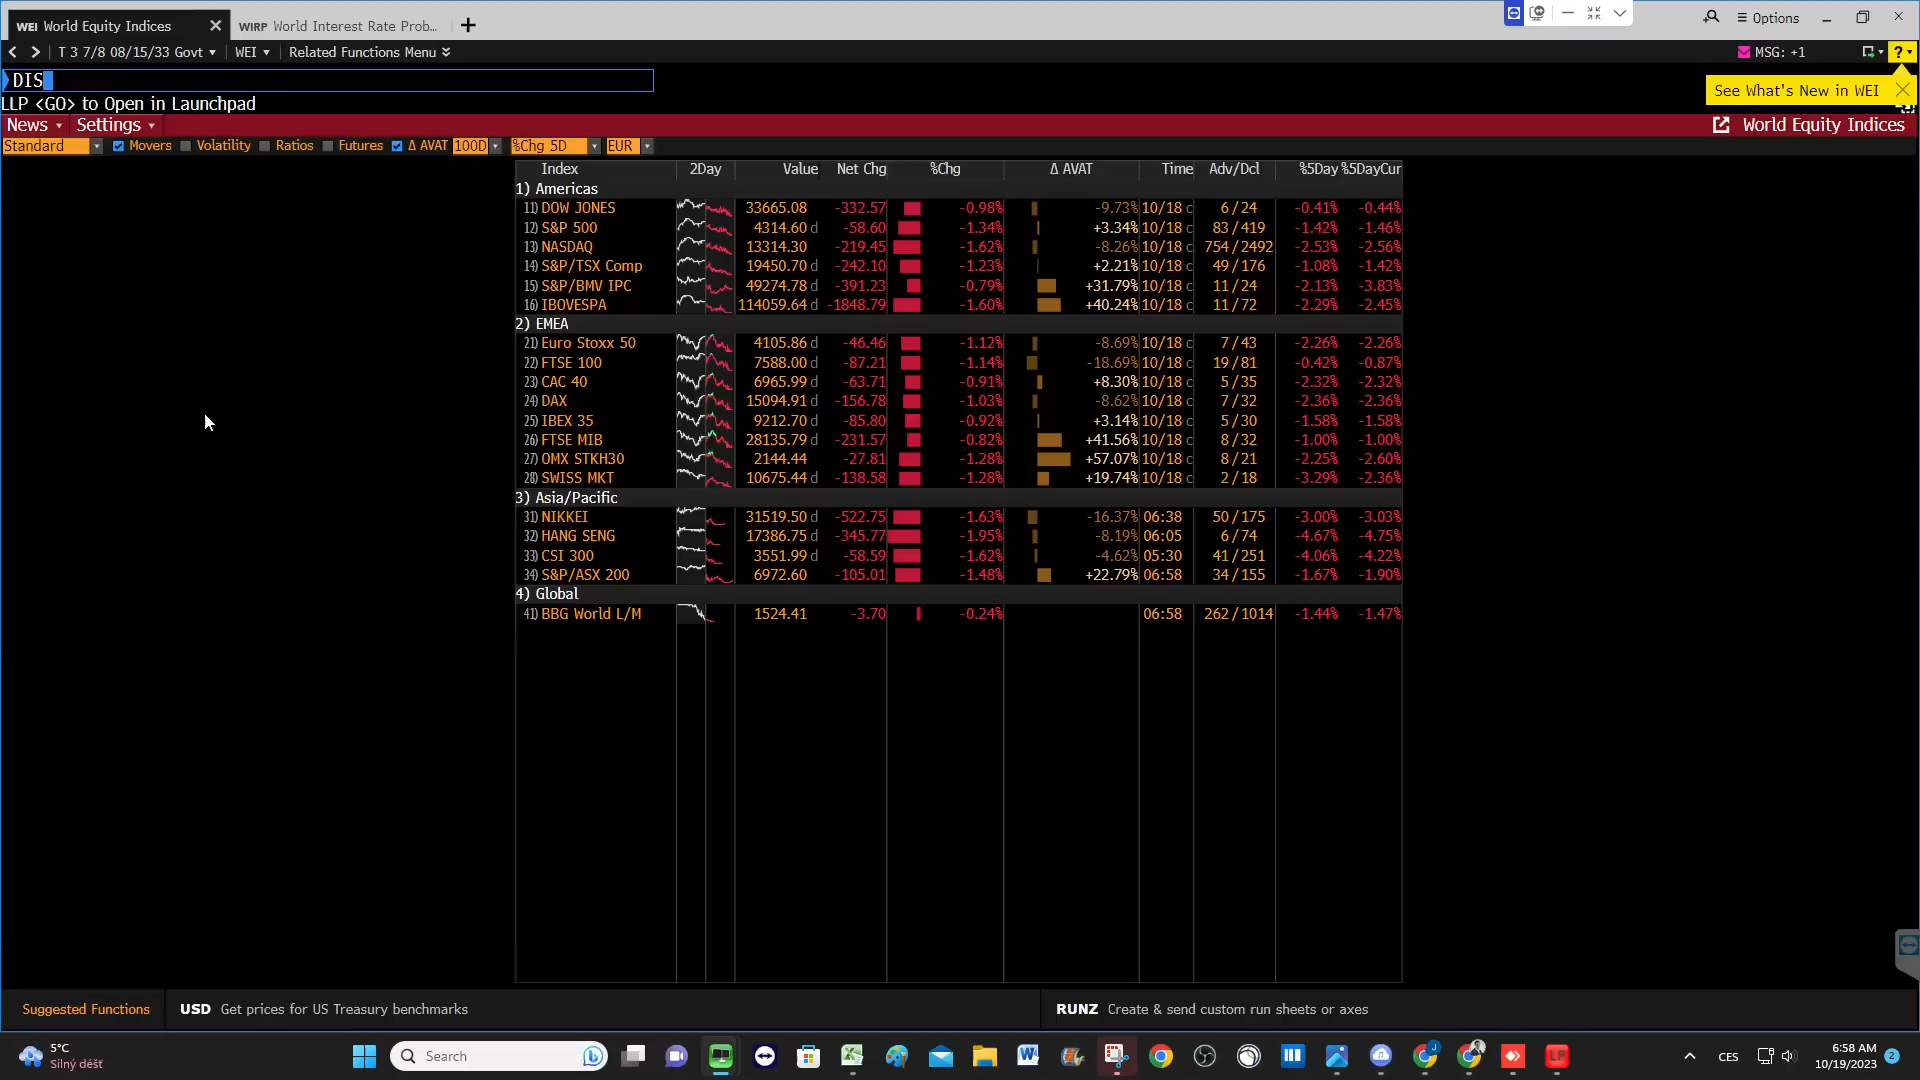 WEI World Equity Indices WIRP World Interest Rate Prob... Options
T 3 7/8 08/15/33 Govt WEI Related Functions Menu MSG: +1 ?
DIS
See What's New in WEI
LLP <GO> to Open in Launchpad
News Settings World Equity Indices
Standard Movers Volatility Ratios Futures Δ AVAT 100D %Chg 5D EUR
Index 2Day Value Net Chg %Chg Δ AVAT Time Adv/Dcl %5Day %5DayCur
1) Americas
11) DOW JONES 33665.08 -332.57 -0.98% -9.73% 10/18 c 6/24 -0.41% -0.44%
12) S&P 500 4314.60 d -58.60 -1.34% +3.34% 10/18 c 83/419 -1.42% -1.46%
13) NASDAQ 13314.30 -219.45 -1.62% -8.26% 10/18 c 754/2492 -2.53% -2.56%
14) S&P/TSX Comp 19450.70 d -242.10 -1.23% +2.21% 10/18 c 49/176 -1.08% -1.42%
15) S&P/BMV IPC 49274.78 d -391.23 -0.79% +31.79% 10/18 c 11/24 -2.13% -3.83%
16) IBOVESPA 114059.64 d -1848.79 -1.60% +40.24% 10/18 c 11/72 -2.29% -2.45%
2) EMEA
21) Euro Stoxx 50 4105.86 d -46.46 -1.12% -8.69% 10/18 c 7/43 -2.26% -2.26%
22) FTSE 100 7588.00 d -87.21 -1.14% -18.69% 10/18 c 19/81 -0.42% -0.87%
23) CAC 40 6965.99 d -63.71 -0.91% +8.30% 10/18 c 5/35 -2.32% -2.32%
24) DAX 15094.91 d -156.78 -1.03% -8.62% 10/18 c 7/32 -2.36% -2.36%
25) IBEX 35 9212.70 d -85.80 -0.92% +3.14% 10/18 c 5/30 -1.58% -1.58%
26) FTSE MIB 28135.79 d -231.57 -0.82% +41.56% 10/18 c 8/32 -1.00% -1.00%
27) OMX STKH30 2144.44 -27.81 -1.28% +57.07% 10/18 c 8/21 -2.25% -2.60%
28) SWISS MKT 10675.44 d -138.58 -1.28% +19.74% 10/18 c 2/18 -3.29% -2.36%
3) Asia/Pacific
31) NIKKEI 31519.50 d -522.75 -1.63% -16.37% 06:38 50/175 -3.00% -3.03%
32) HANG SENG 17386.75 d -345.77 -1.95% -8.19% 06:05 6/74 -4.67% -4.75%
33) CSI 300 3551.99 d -58.59 -1.62% -4.62% 05:30 41/251 -4.06% -4.22%
34) S&P/ASX 200 6972.60 -105.01 -1.48% +22.79% 06:58 34/155 -1.67% -1.90%
4) Global
41) BBG World L/M 1524.41 -3.70 -0.24% 06:58 262/1014 -1.44% -1.47%
Suggested Functions USD Get prices for US Treasury benchmarks RUNZ Create & send custom run sheets or axes
5°C
Silný déšť
Search
CES
6:58 AM
10/19/2023
2